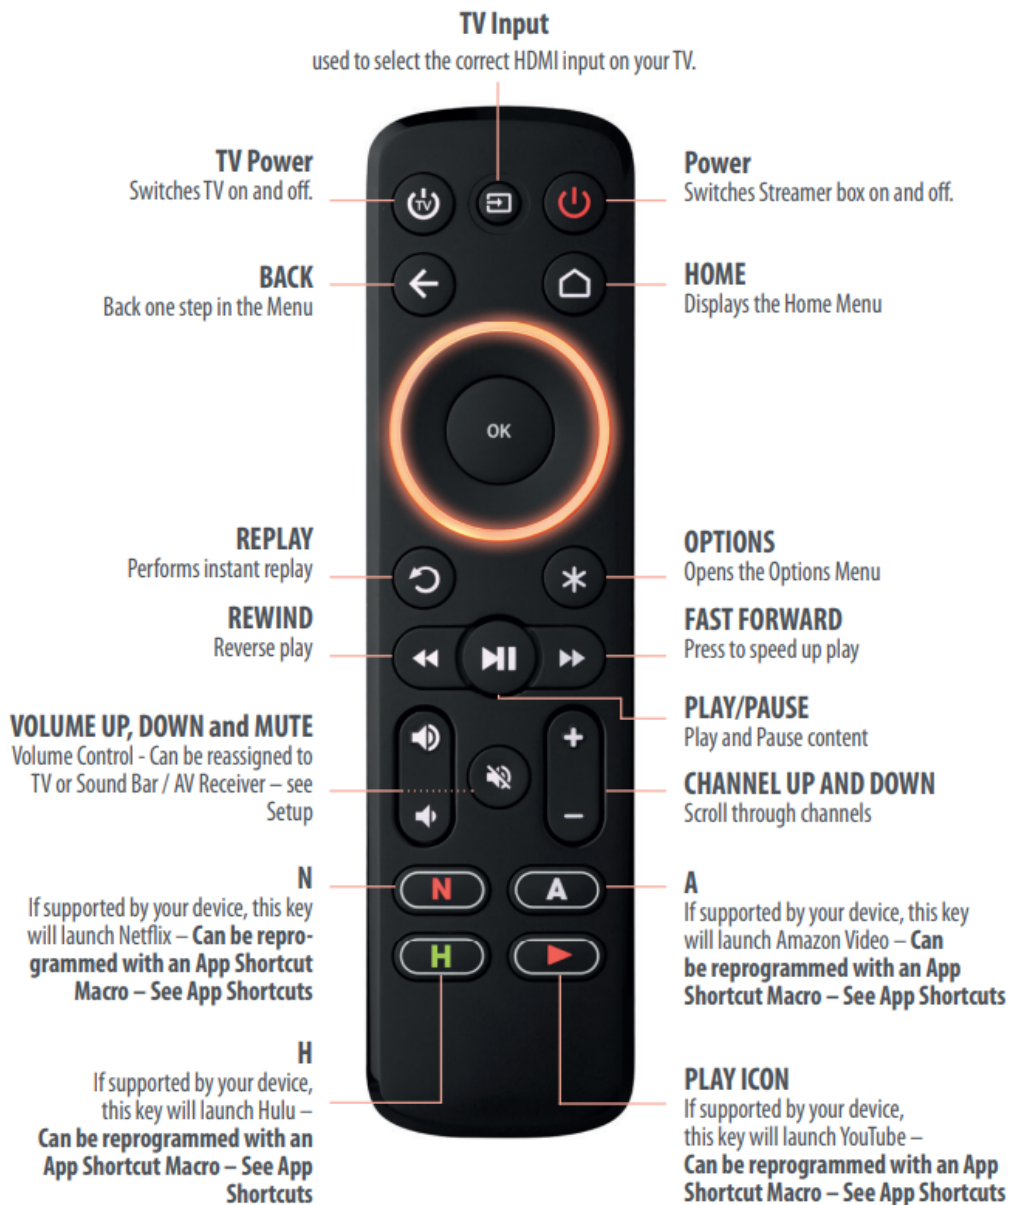 TV Input
used to select the correct HDMI input on your TV.
TV Power
Switches TV on and off.
Power
Switches Streamer box on and off.
TV
BACK
Back one step in the Menu
HOME
Displays the Home Menu
OK
REPLAY
Performs instant replay
OPTIONS
Opens the Options Menu
REWIND
Reverse play
FAST FORWARD
Press to speed up play
PLAY/PAUSE
Play and Pause content
VOLUME UP, DOWN and MUTE
Volume Control - Can be reassigned to
TV or Sound Bar / AV Receiver – see
Setup
CHANNEL UP AND DOWN
Scroll through channels
N
If supported by your device, this key
will launch Netflix – Can be repro-
grammed with an App Shortcut
Macro – See App Shortcuts
N
A
A
If supported by your device, this key
will launch Amazon Video – Can
be reprogrammed with an App
Shortcut Macro – See App Shortcuts
H
H
If supported by your device,
this key will launch Hulu –
Can be reprogrammed with an
App Shortcut Macro – See App
Shortcuts
PLAY ICON
If supported by your device,
this key will launch YouTube –
Can be reprogrammed with an App
Shortcut Macro – See App Shortcuts